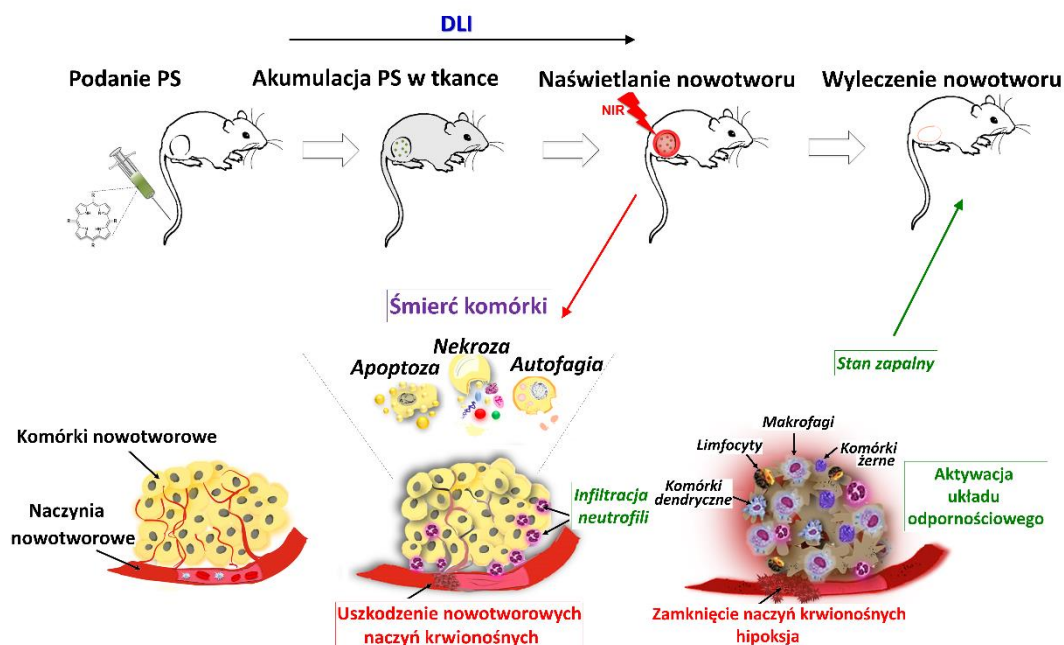 DLI
Podanie PS
Akumulacja PS w tkance
Naświetlanie nowotworu
Wyleczenie nowotworu
NIR
Śmierć komórki
Nekroza
Apoptoza
Autofagia
Stan zapalny
Komórki nowotworowe
Naczynia
nowotworowe
Infiltracja
neutrofili
Makrofagi
Limfocyty
Komórki
żerne
Komórki
dendryczne
Aktywacja
układu
odpornościowego
Uszkodzenie nowotworowych
naczyń krwionośnych
Zamknięcie naczyń krwionośnych
hipoksja